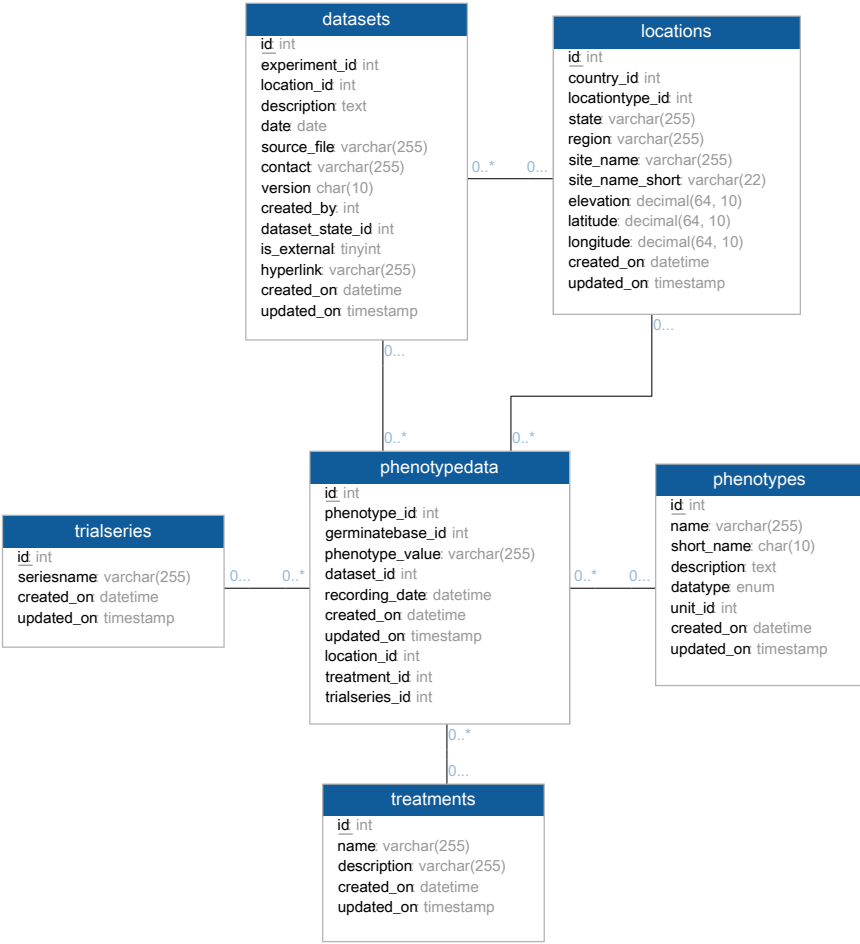 datasets
id: int
experiment_id: int
location_id: int
description: text
date: date
source_file: varchar(255)
contact: varchar(255)
version: char(10)
created_by: int
dataset_state_id: int
is_external: tinyint
hyperlink: varchar(255)
created_on: datetime
updated_on: timestamp
locations
id: int
country_id: int
locationtype_id: int
state: varchar(255)
region: varchar(255)
site_name: varchar(255)
site_name_short: varchar(22)
elevation: decimal(64, 10)
latitude: decimal(64, 10)
longitude: decimal(64, 10)
created_on: datetime
updated_on: timestamp
0..* 0...
0...
0...
0..*
0..*
phenotypedata
id: int
phenotype_id: int
germinatebase_id: int
phenotype_value: varchar(255)
dataset_id: int
recording_date: datetime
created_on: datetime
updated_on: timestamp
location_id: int
treatment_id: int
trialseries_id: int
phenotypes
id: int
name: varchar(255)
short_name: char(10)
description: text
datatype: enum
unit_id: int
created_on: datetime
updated_on: timestamp
trialseries
id: int
seriesname: varchar(255)
created_on: datetime
updated_on: timestamp
0... 0..*
0..* 0...
0..*
0...
treatments
id: int
name: varchar(255)
description: varchar(255)
created_on: datetime
updated_on: timestamp